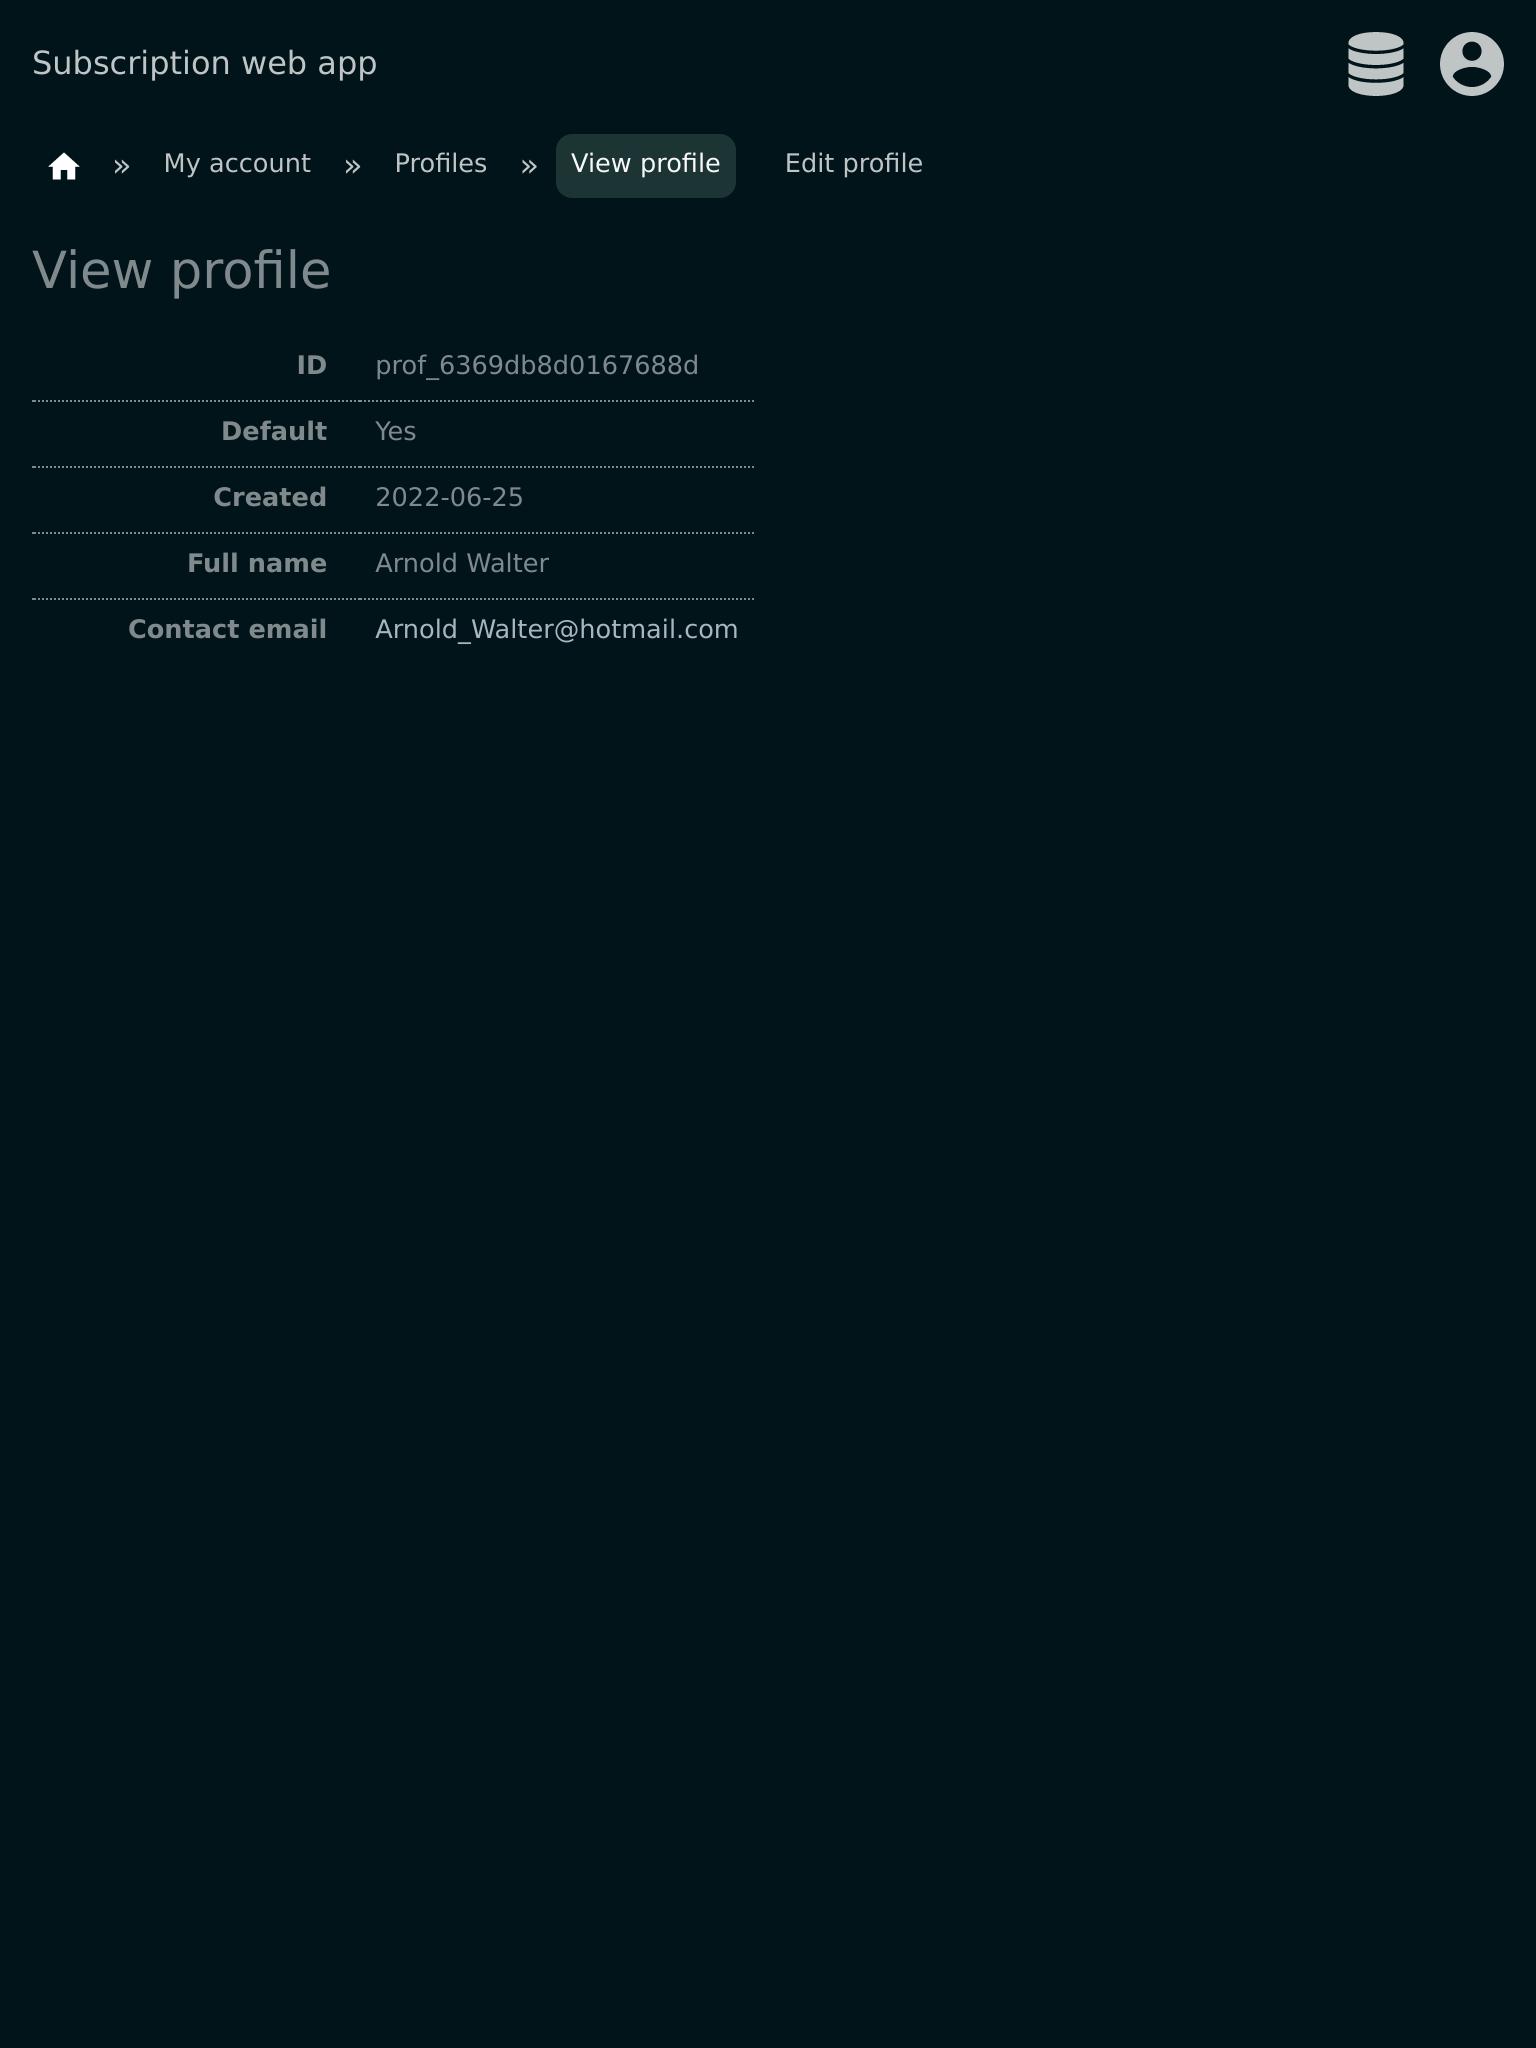 Subscription web app
» My account » Profiles » View profile Edit profile
View profile
ID prof_6369db8d0167688d
Default Yes
Created 2022-06-25
Full name Arnold Walter
Contact email Arnold_Walter@hotmail.com